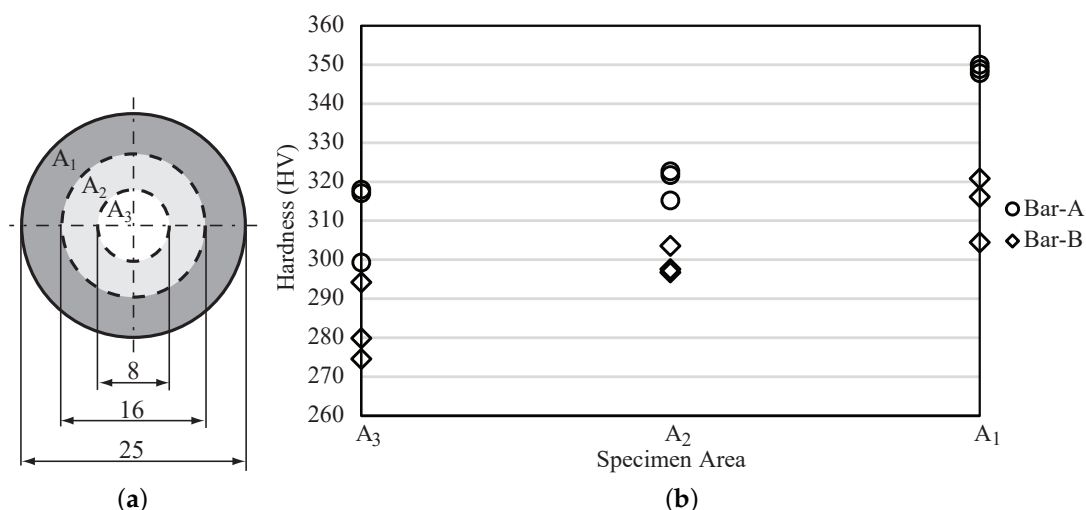 A1
A2
A3
8
16
25
(a)
360
350
340
330
320
310
300
290
280
270
260
Hardness (HV)
A3
A2
A1
Specimen Area
Bar-A
Bar-B
(b)